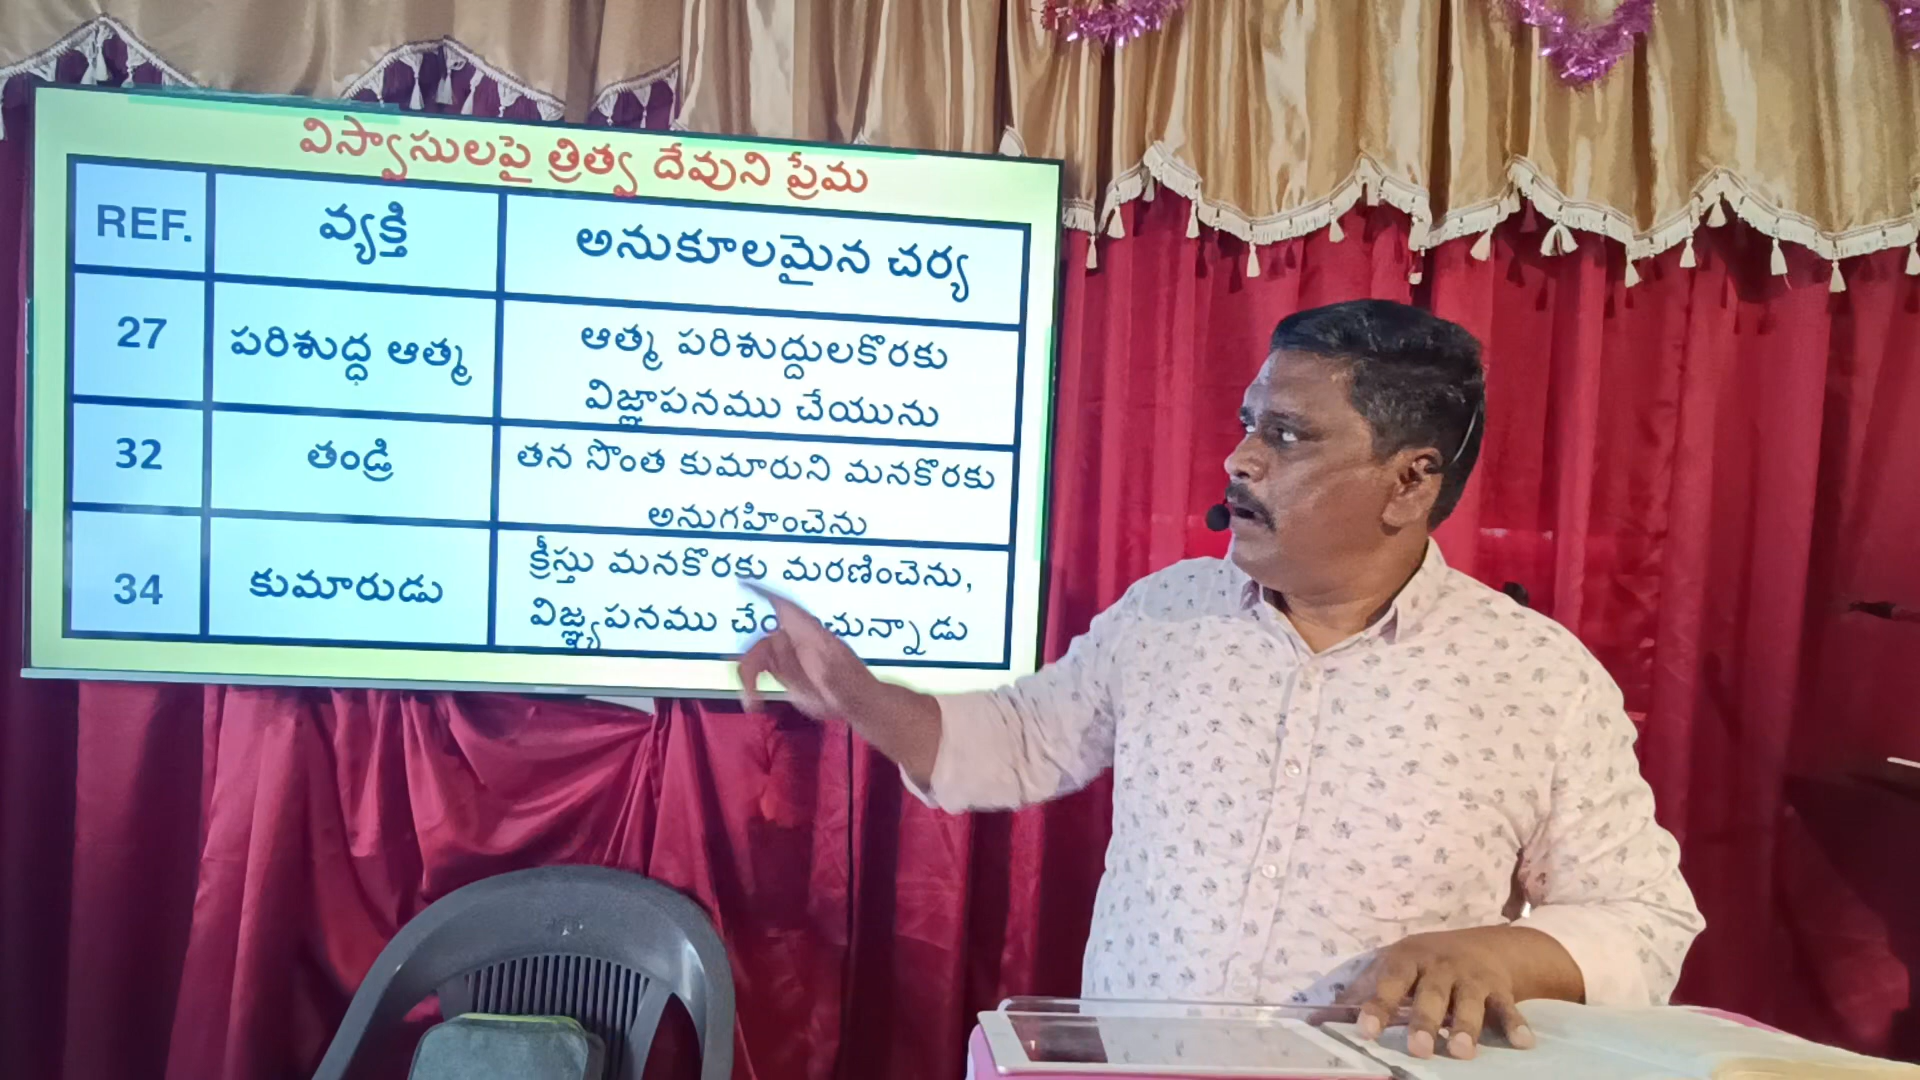 విస్వాసులపై త్రిత్వ దేవుని ప్రేమ
REF. వ్యక్తి అనుకూలమైన చర్య
27 పరిశుద్ధ ఆత్మ ఆత్మ పరిశుద్దులకొరకు
విజ్ఞాపనము చేయును
32 తండ్రి తన సొంత కుమారుని మనకొరకు
అనుగహించెను
34 కుమారుడు క్రీస్తు మనకొరకు మరణించెను,
విజ్ఞ్యపనము